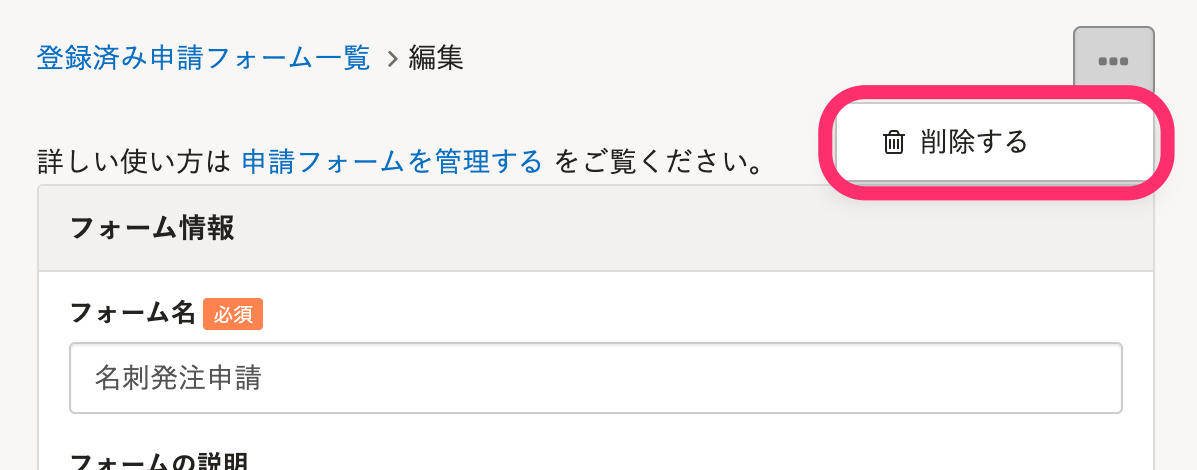 登録済み申請フォーム一覧 > 編集
削除する
詳しい使い方は 申請フォームを管理する をご覧ください。
フォーム情報
フォーム名 必須
名刺発注申請
フォームの説明